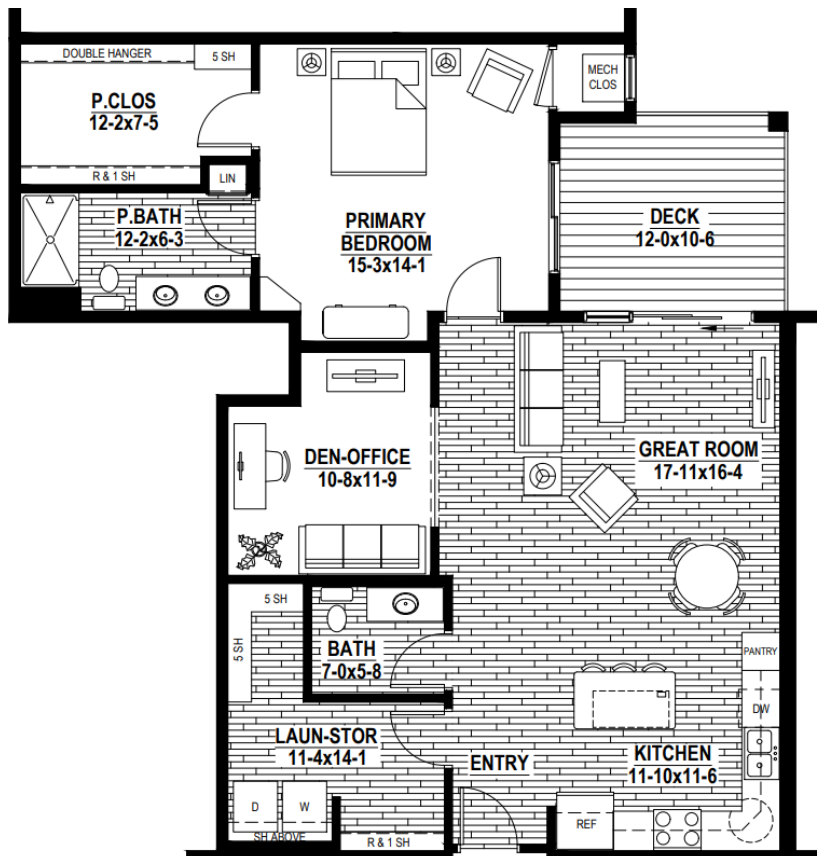 DOUBLE HANGER
5 SH
P.CLOS
12-2x7-5
R & 1 SH
LIN
MECH
CLOS
P.BATH
12-2x6-3
PRIMARY
BEDROOM
15-3x14-1
DECK
12-0x10-6
DEN-OFFICE
10-8x11-9
GREAT ROOM
17-11x16-4
5 SH
5 SH
BATH
7-0x5-8
PANTRY
DW
LAUN-STOR
11-4x14-1
ENTRY
KITCHEN
11-10x11-6
D
W
SH ABOVE
R & 1 SH
REF